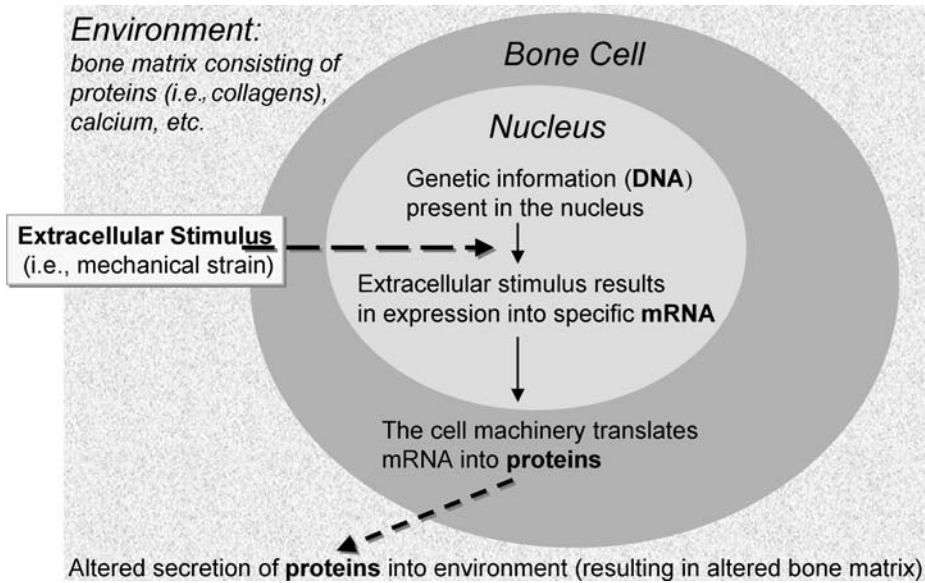 Environment:
bone matrix consisting of
proteins (i.e., collagens),
calcium, etc.
Bone Cell
Nucleus
Genetic information (DNA)
present in the nucleus
Extracellular Stimulus
(i.e., mechanical strain)
Extracellular stimulus results
in expression into specific mRNA
The cell machinery translates
mRNA into proteins
Altered secretion of proteins into environment (resulting in altered bone matrix)